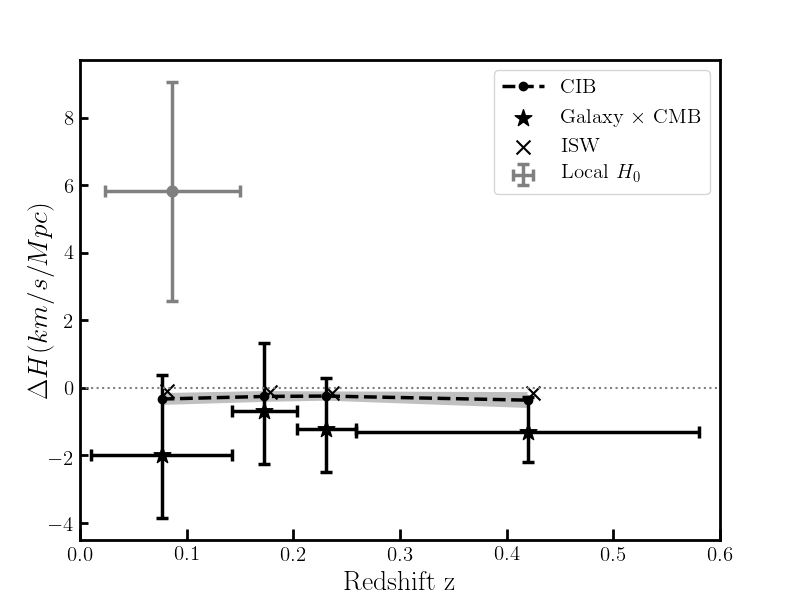 CIB
Galaxy × CMB
ISW
Local H₀
8
6
4
2
0
−2
−4
ΔH(km/s/Mpc)
0.0 0.1 0.2 0.3 0.4 0.5 0.6
Redshift z